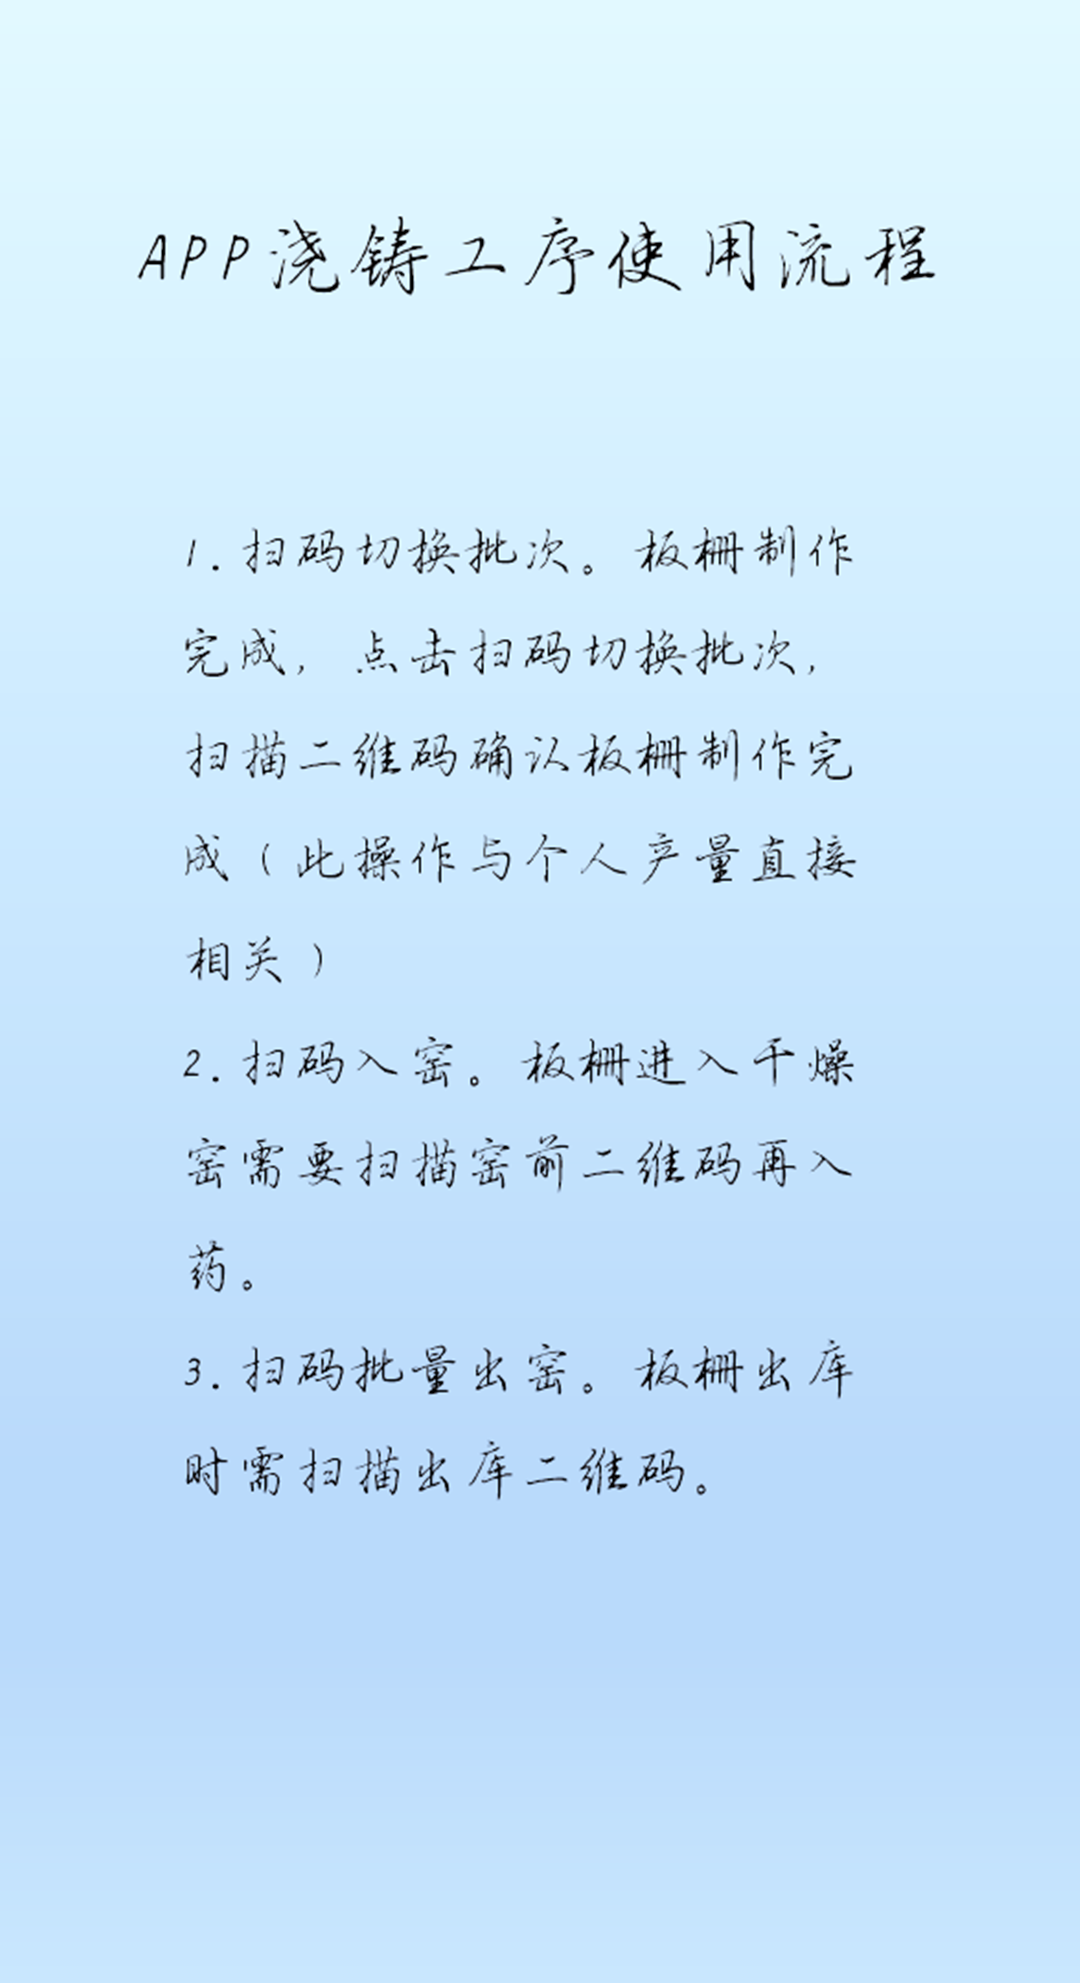 APP浇铸工序使用流程
1.扫码切换批次。板栅制作
完成，点击扫码切换批次，
扫描二维码确认板栅制作完
成（此操作与个人产量直接
相关）
2.扫码入窑。板栅进入干燥
窑需要扫描窑前二维码再入
药。
3.扫码批量出窑。板栅出库
时需扫描出库二维码。